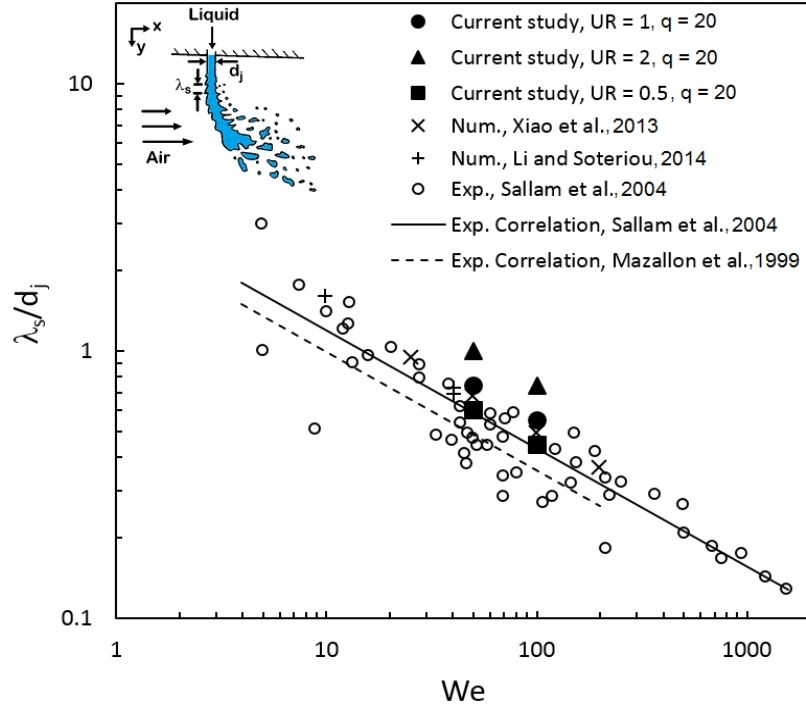 Liquid
x
y
dj
λs
Air
Current study, UR = 1, q = 20
Current study, UR = 2, q = 20
Current study, UR = 0.5, q = 20
Num., Xiao et al., 2013
Num., Li and Soteriou, 2014
Exp., Sallam et al., 2004
Exp. Correlation, Sallam et al., 2004
Exp. Correlation, Mazallon et al., 1999
10
1
0.1
λs/dj
1
10
100
1000
We